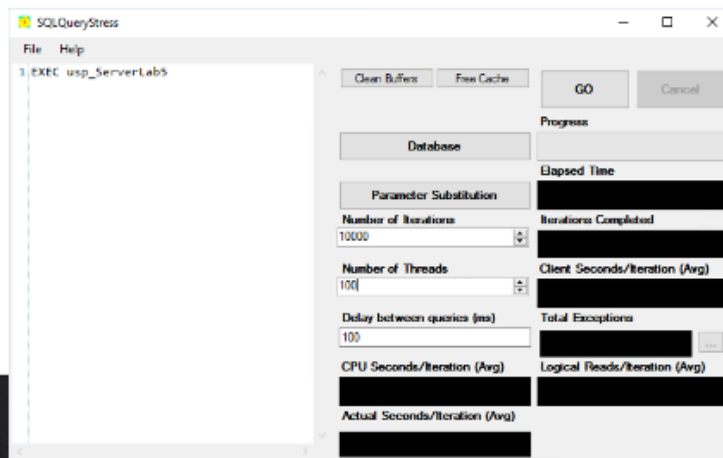 SQLQueryStress
File Help
1 EXEC usp_ServerLab5
Clean Buffers Free Cache
GO Cancel
Progress
Database
Elapsed Time
Parameter Substitution
Number of Iterations
10000
Iterations Completed
Number of Threads
100
Client Seconds/Iteration (Avg)
Delay between queries (ms)
100
Total Exceptions
...
CPU Seconds/Iteration (Avg)
Logical Reads/Iteration (Avg)
Actual Seconds/Iteration (Avg)